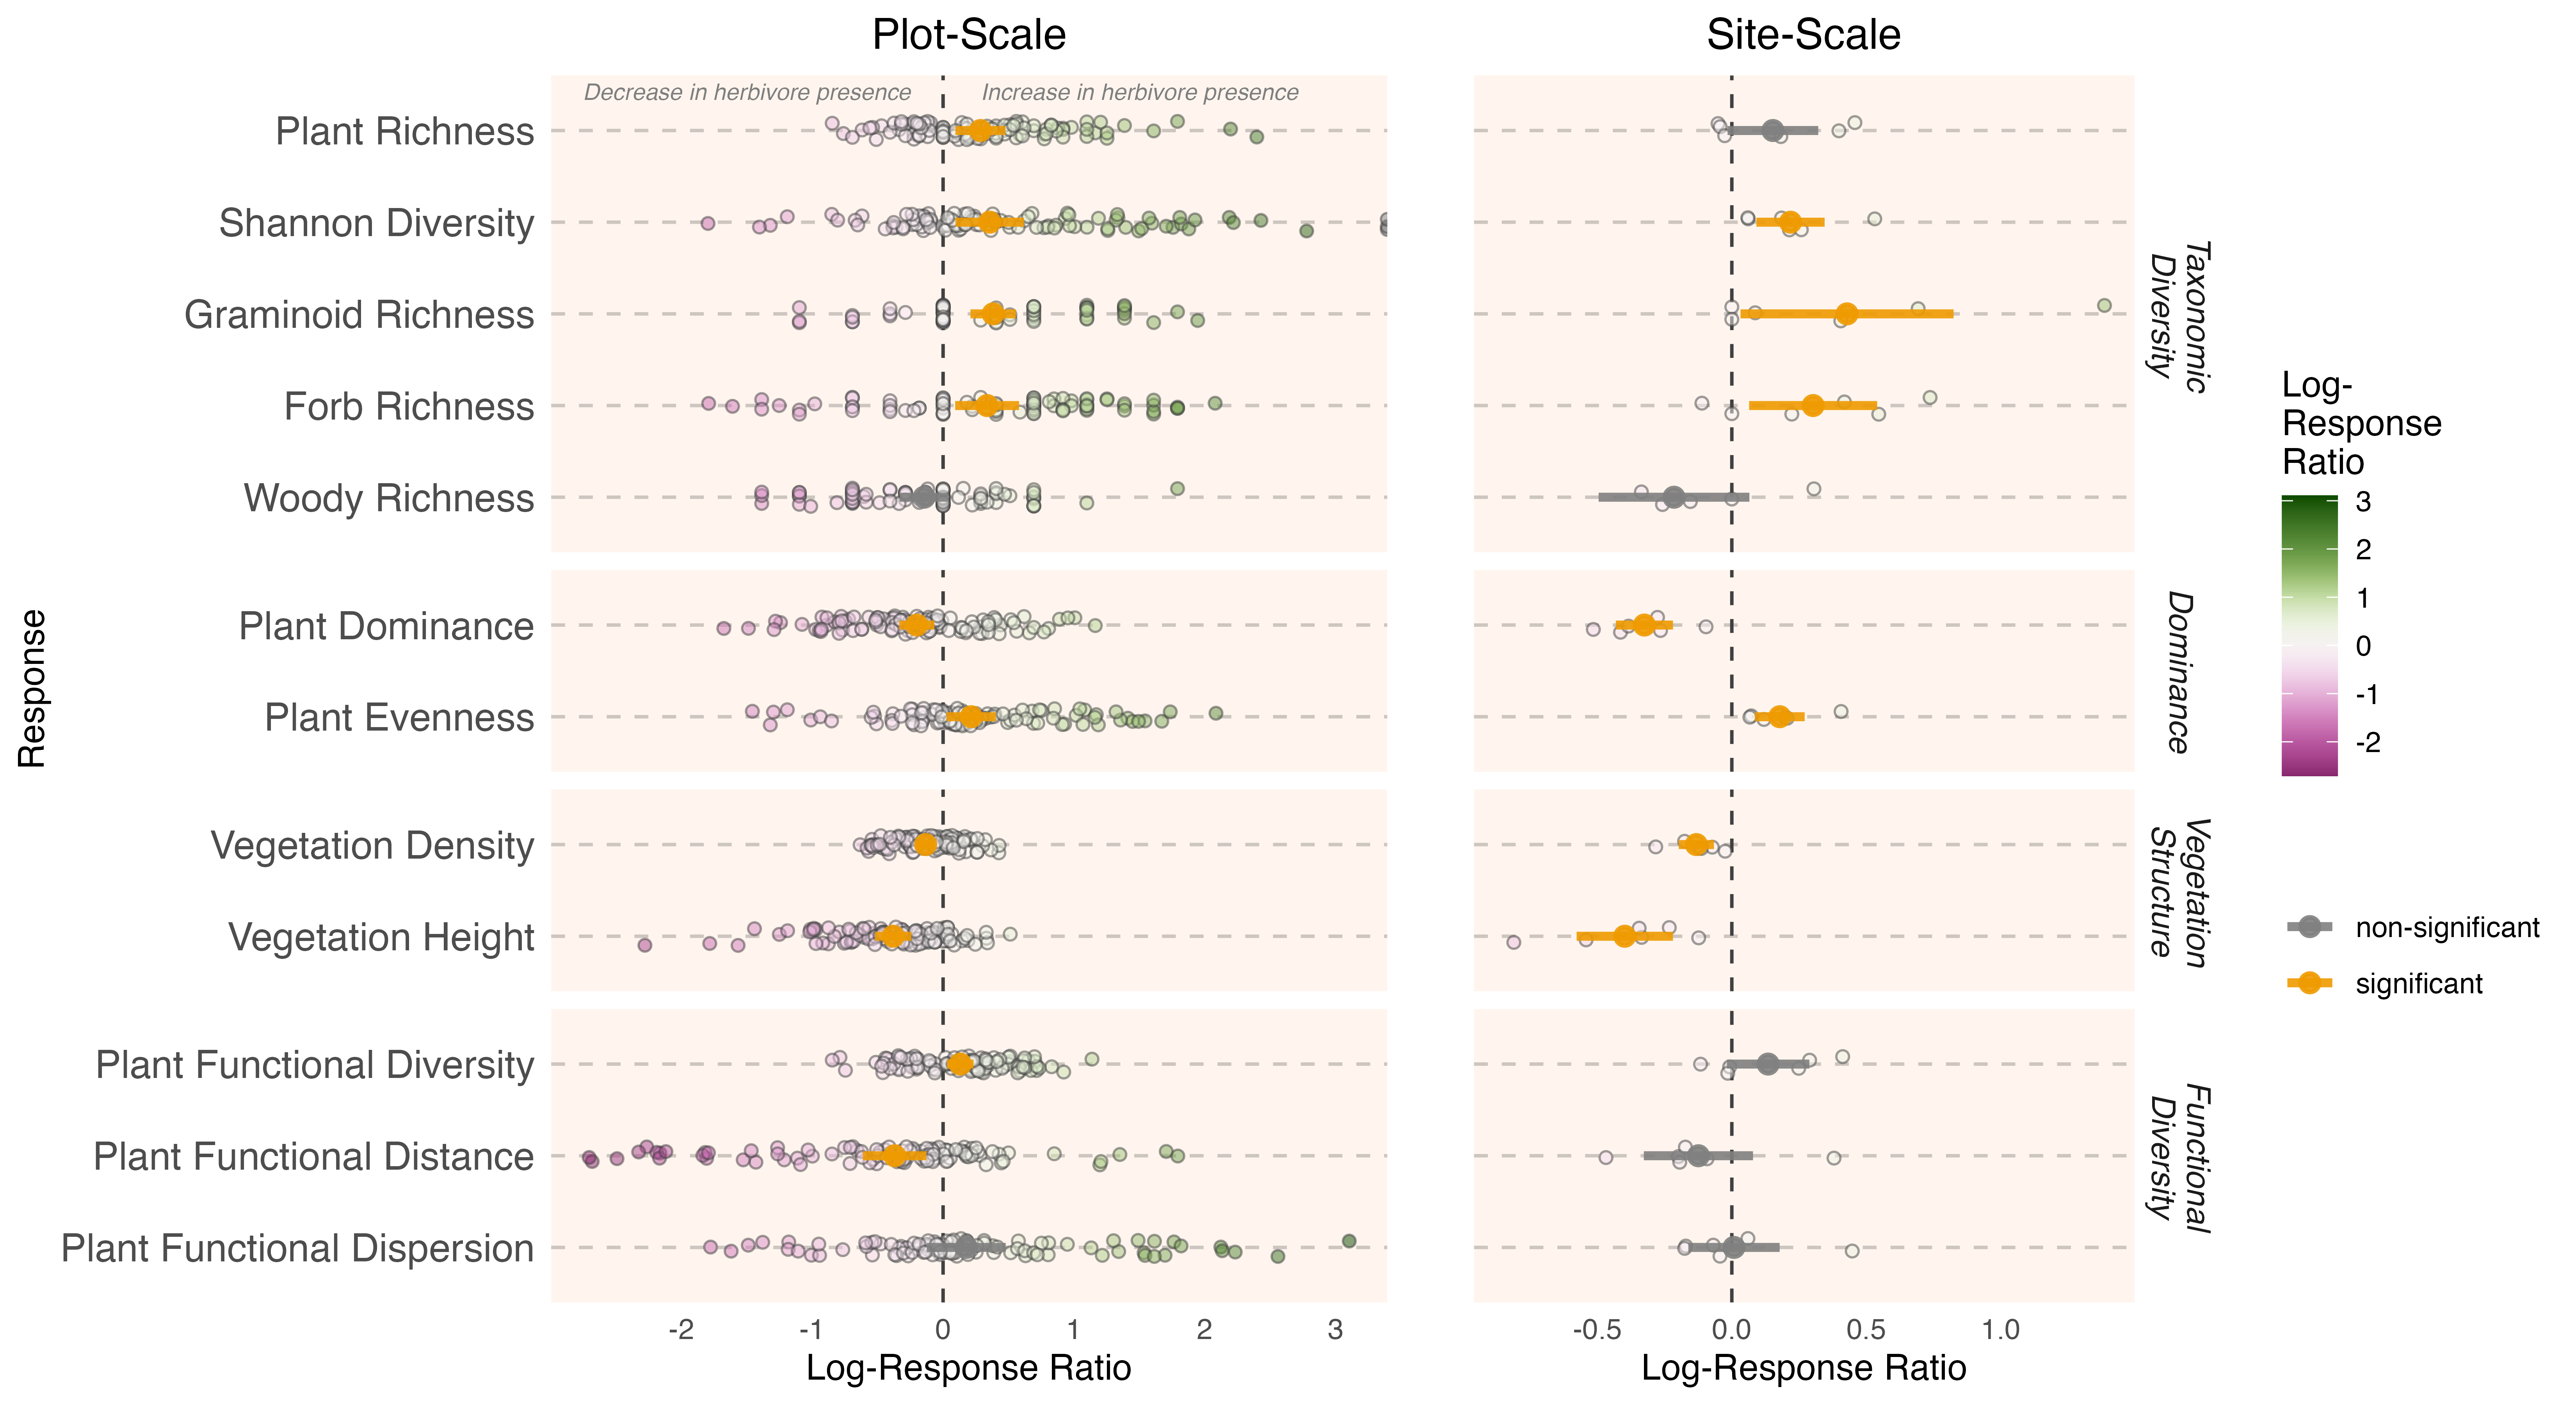 Plot-Scale
Site-Scale
Decrease in herbivore presence
Increase in herbivore presence
Plant Richness
Shannon Diversity
Graminoid Richness
Forb Richness
Woody Richness
Plant Dominance
Plant Evenness
Vegetation Density
Vegetation Height
Plant Functional Diversity
Plant Functional Distance
Plant Functional Dispersion
Response
Taxonomic
Diversity
Dominance
Vegetation
Structure
Functional
Diversity
-2 -1 0 1 2 3
Log-Response Ratio
-0.5 0.0 0.5 1.0
Log-Response Ratio
Log-
Response
Ratio
3
2
1
0
-1
-2
non-significant
significant